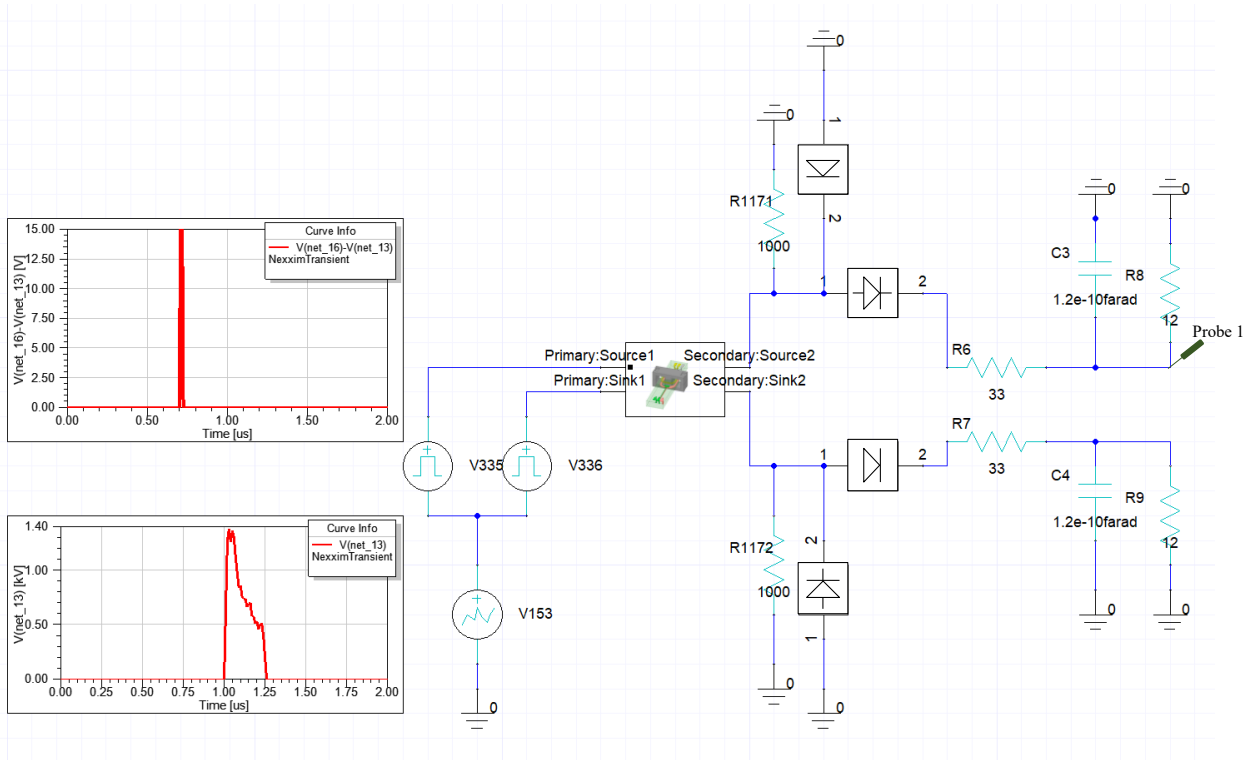 0
0
1
R1171
2
1000
0
0
C3
R8
1.2e-10farad
12
Probe 1
1
2
R6
33
15.00
12.50
10.00
7.50
5.00
2.50
0.00
V(net_16)-V(net_13) [V]
Curve Info
V(net_16)-V(net_13)
NexximTransient
0.00
0.50
1.00
1.50
2.00
Time [us]
Primary:Source1
Secondary:Source2
Primary:Sink1
Secondary:Sink2
V335
V336
V153
0
R7
33
1
2
C4
R9
1.2e-10farad
12
R1172
2
1000
1
0
0
0
0
1.40
1.00
0.50
0.00
V(net_13) [kV]
Curve Info
V(net_13)
NexximTransient
0.00
0.25
0.50
0.75
1.00
1.25
1.50
1.75
2.00
Time [us]